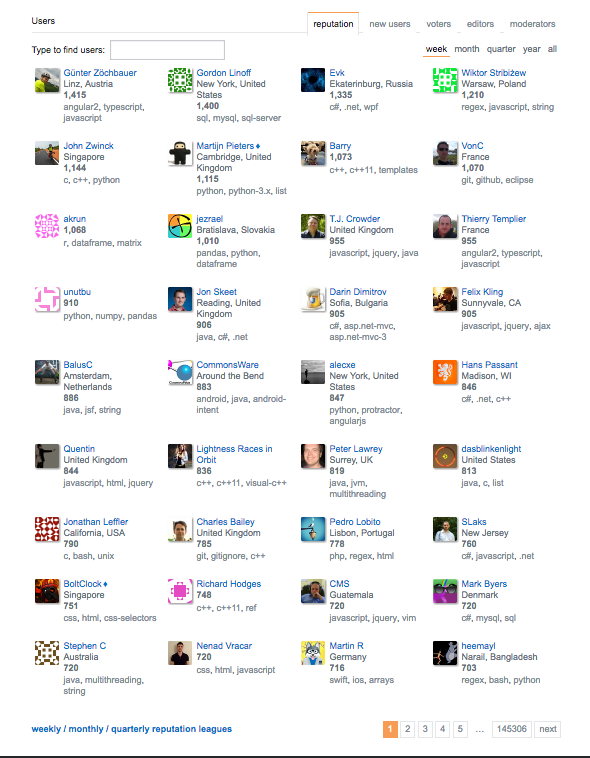 Users
reputation new users voters editors moderators
Type to find users:
week month quarter year all
Günter Zöchbauer
Linz, Austria
1,415
angular2, typescript,
javascript
Gordon Linoff
New York, United
States
1,400
sql, mysql, sql-server
Evk
Ekaterinburg, Russia
1,335
c#, .net, wpf
Wiktor Stribiżew
Warsaw, Poland
1,210
regex, javascript, string
John Zwinck
Singapore
1,144
c, c++, python
Martijn Pieters ♦
Cambridge, United
Kingdom
1,115
python, python-3.x, list
Barry
1,073
c++, c++11, templates
VonC
France
1,070
git, github, eclipse
akrun
1,068
r, dataframe, matrix
jezrael
Bratislava, Slovakia
1,010
pandas, python,
dataframe
T.J. Crowder
United Kingdom
955
javascript, jquery, java
Thierry Templier
France
955
angular2, typescript,
javascript
unutbu
910
python, numpy, pandas
Jon Skeet
Reading, United
Kingdom
906
java, c#, .net
Darin Dimitrov
Sofia, Bulgaria
905
c#, asp.net-mvc,
asp.net-mvc-3
Felix Kling
Sunnyvale, CA
905
javascript, jquery, ajax
BalusC
Amsterdam,
Netherlands
886
java, jsf, string
CommonsWare
Around the Bend
883
android, java, android-
intent
alecxe
New York, United
States
847
python, protractor,
angularjs
Hans Passant
Madison, WI
846
c#, .net, c++
Quentin
United Kingdom
844
javascript, html, jquery
Lightness Races in
Orbit
836
c++, c++11, visual-c++
Peter Lawrey
Surrey, UK
819
java, jvm,
multithreading
dasblinkenlight
United States
813
java, c, list
Jonathan Leffler
California, USA
790
c, bash, unix
Charles Bailey
United Kingdom
785
git, gitignore, c++
Pedro Lobito
Lisbon, Portugal
778
php, regex, html
SLaks
New Jersey
760
c#, javascript, .net
BoltClock ♦
Singapore
751
css, html, css-selectors
Richard Hodges
748
c++, c++11, ref
CMS
Guatemala
720
javascript, jquery, vim
Mark Byers
Denmark
720
c#, mysql, sql
Stephen C
Australia
720
java, multithreading,
string
Nenad Vracar
720
css, html, javascript
Martin R
Germany
716
swift, ios, arrays
heemayl
Narail, Bangladesh
703
regex, bash, python
weekly / monthly / quarterly reputation leagues
1 2 3 4 5 … 145306 next